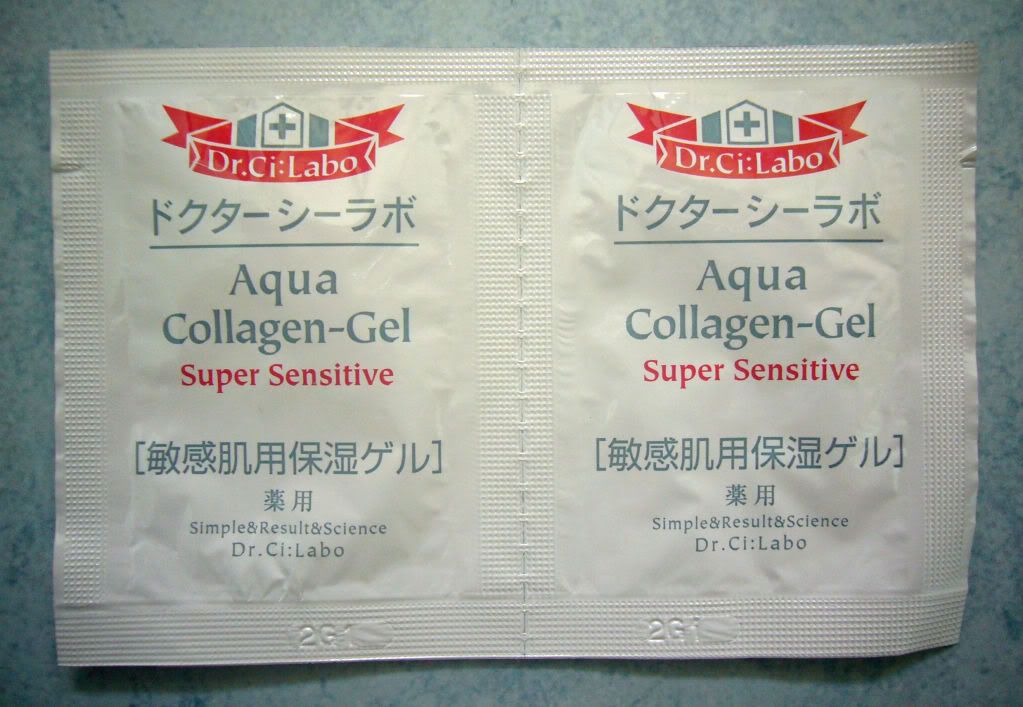 Dr.Ci:Labo
ドクターシーラボ
Aqua
Collagen-Gel
Super Sensitive
[敏感肌用保湿ゲル]
薬用
Simple&Result&Science
Dr.Ci:Labo
2G1
Dr.Ci:Labo
ドクターシーラボ
Aqua
Collagen-Gel
Super Sensitive
[敏感肌用保湿ゲル]
薬用
Simple&Result&Science
Dr.Ci:Labo
2G1